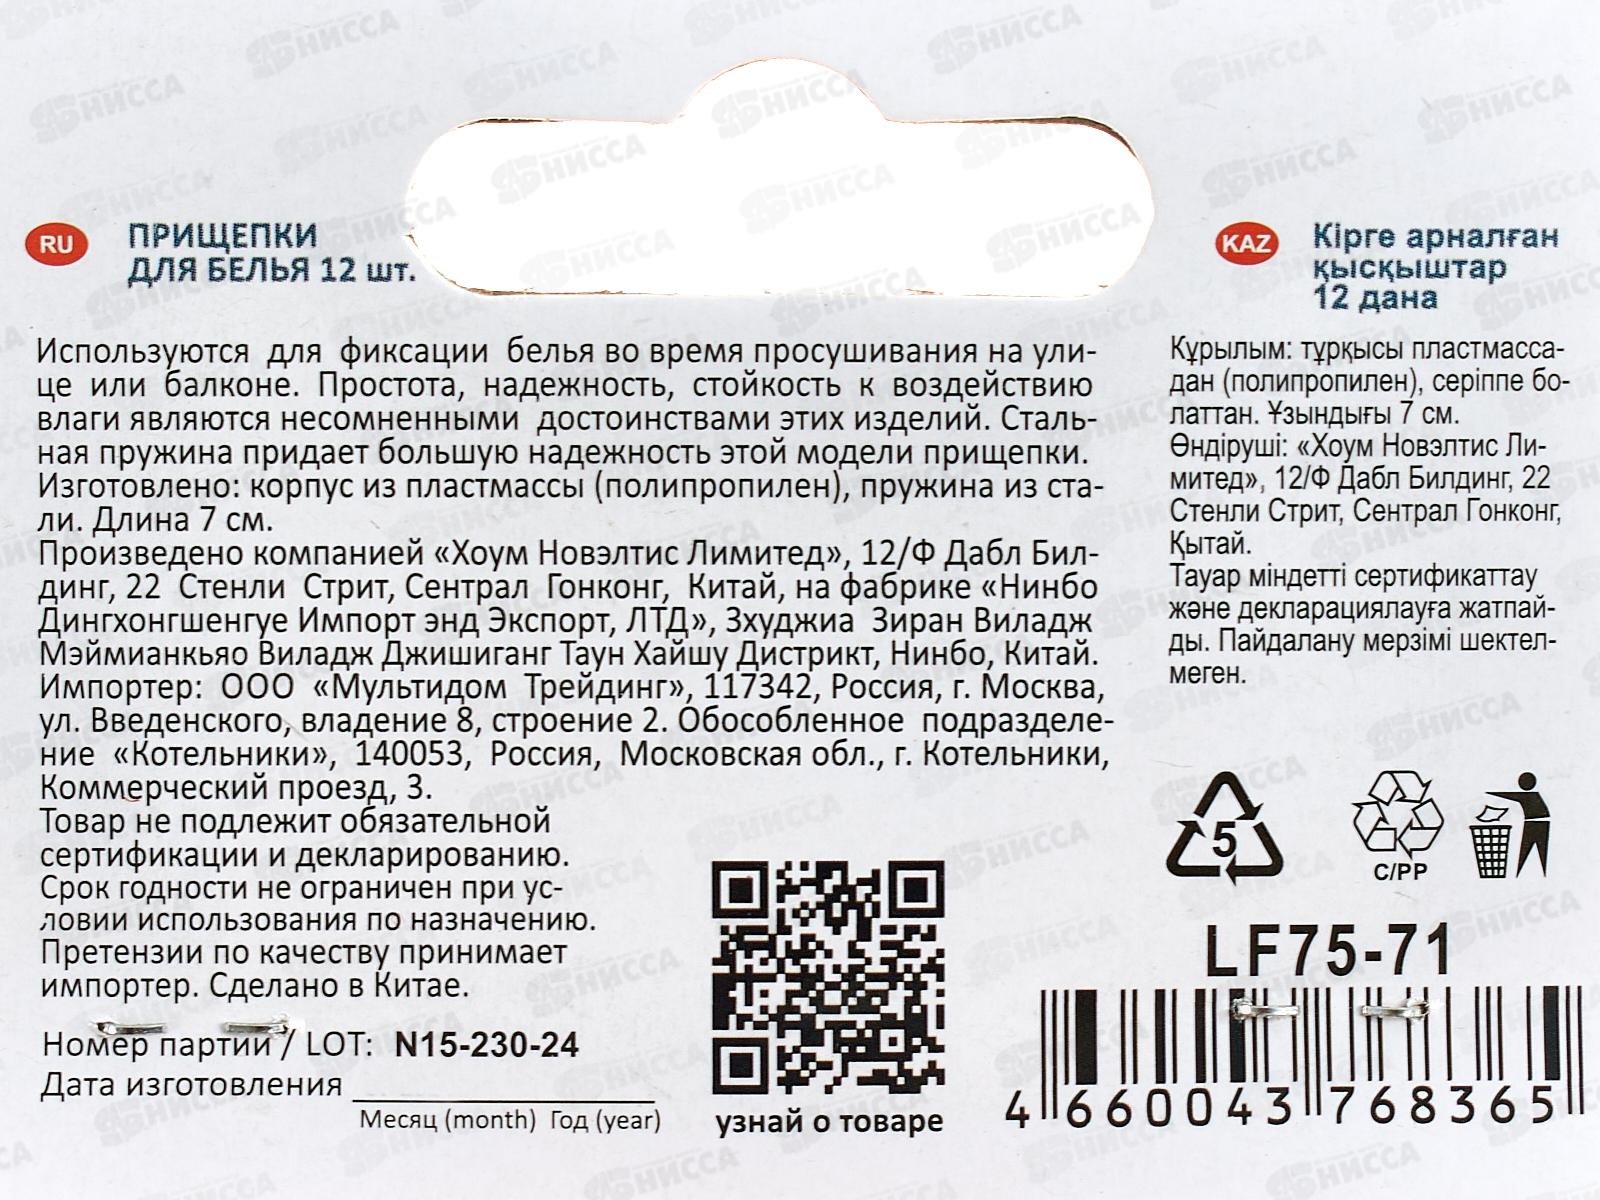 RU
ПРИЩЕПКИ
ДЛЯ БЕЛЬЯ 12 шт.
Используются для фиксации белья во время просушивания на ули-
це или балконе. Простота, надежность, стойкость к воздействию
влаги являются несомненными достоинствами этих изделий. Сталь-
ная пружина придает большую надежность этой модели прищепки.
Изготовлено: корпус из пластмассы (полипропилен), пружина из ста-
ли. Длина 7 см.
Произведено компанией «Хоум Новэлтис Лимитед», 12/Ф Дабл Бил-
динг, 22 Стенли Стрит, Сентрал Гонконг, Китай, на фабрике «Нинбо
Дингхонгшенгуе Импорт энд Экспорт, ЛТД», Зхуджиа Зиран Виладж
Мэймианкьяо Виладж Джишиганг Таун Хайшу Дистрикт, Нинбо, Китай.
Импортер: ООО «Мультидом Трейдинг», 117342, Россия, г. Москва,
ул. Введенского, владение 8, строение 2. Обособленное подразделе-
ние «Котельники», 140053, Россия, Московская обл., г. Котельники,
Коммерческий проезд, 3.
Товар не подлежит обязательной
сертификации и декларированию.
Срок годности не ограничен при ус-
ловии использования по назначению.
Претензии по качеству принимает
импортер. Сделано в Китае.
Номер партии / LOT: N15-230-24
Дата изготовления
Месяц (month) Год (year)
узнай о товаре
KAZ
Кірге арналған
қысқыштар
12 дана
Құрылым: тұрқысы пластмасса-
дан (полипропилен), серіппе бо-
латтан. Ұзындығы 7 см.
Өндіруші: «Хоум Новэлтис Ли-
митед», 12/Ф Дабл Билдинг, 22
Стенли Стрит, Сентрал Гонконг,
Қытай.
Тауар міндетті сертификаттау
және декларациялауға жатпай-
ды. Пайдалану мерзімі шектел-
меген.
5
C/PP
LF75-71
4 660043 768365
НИССА